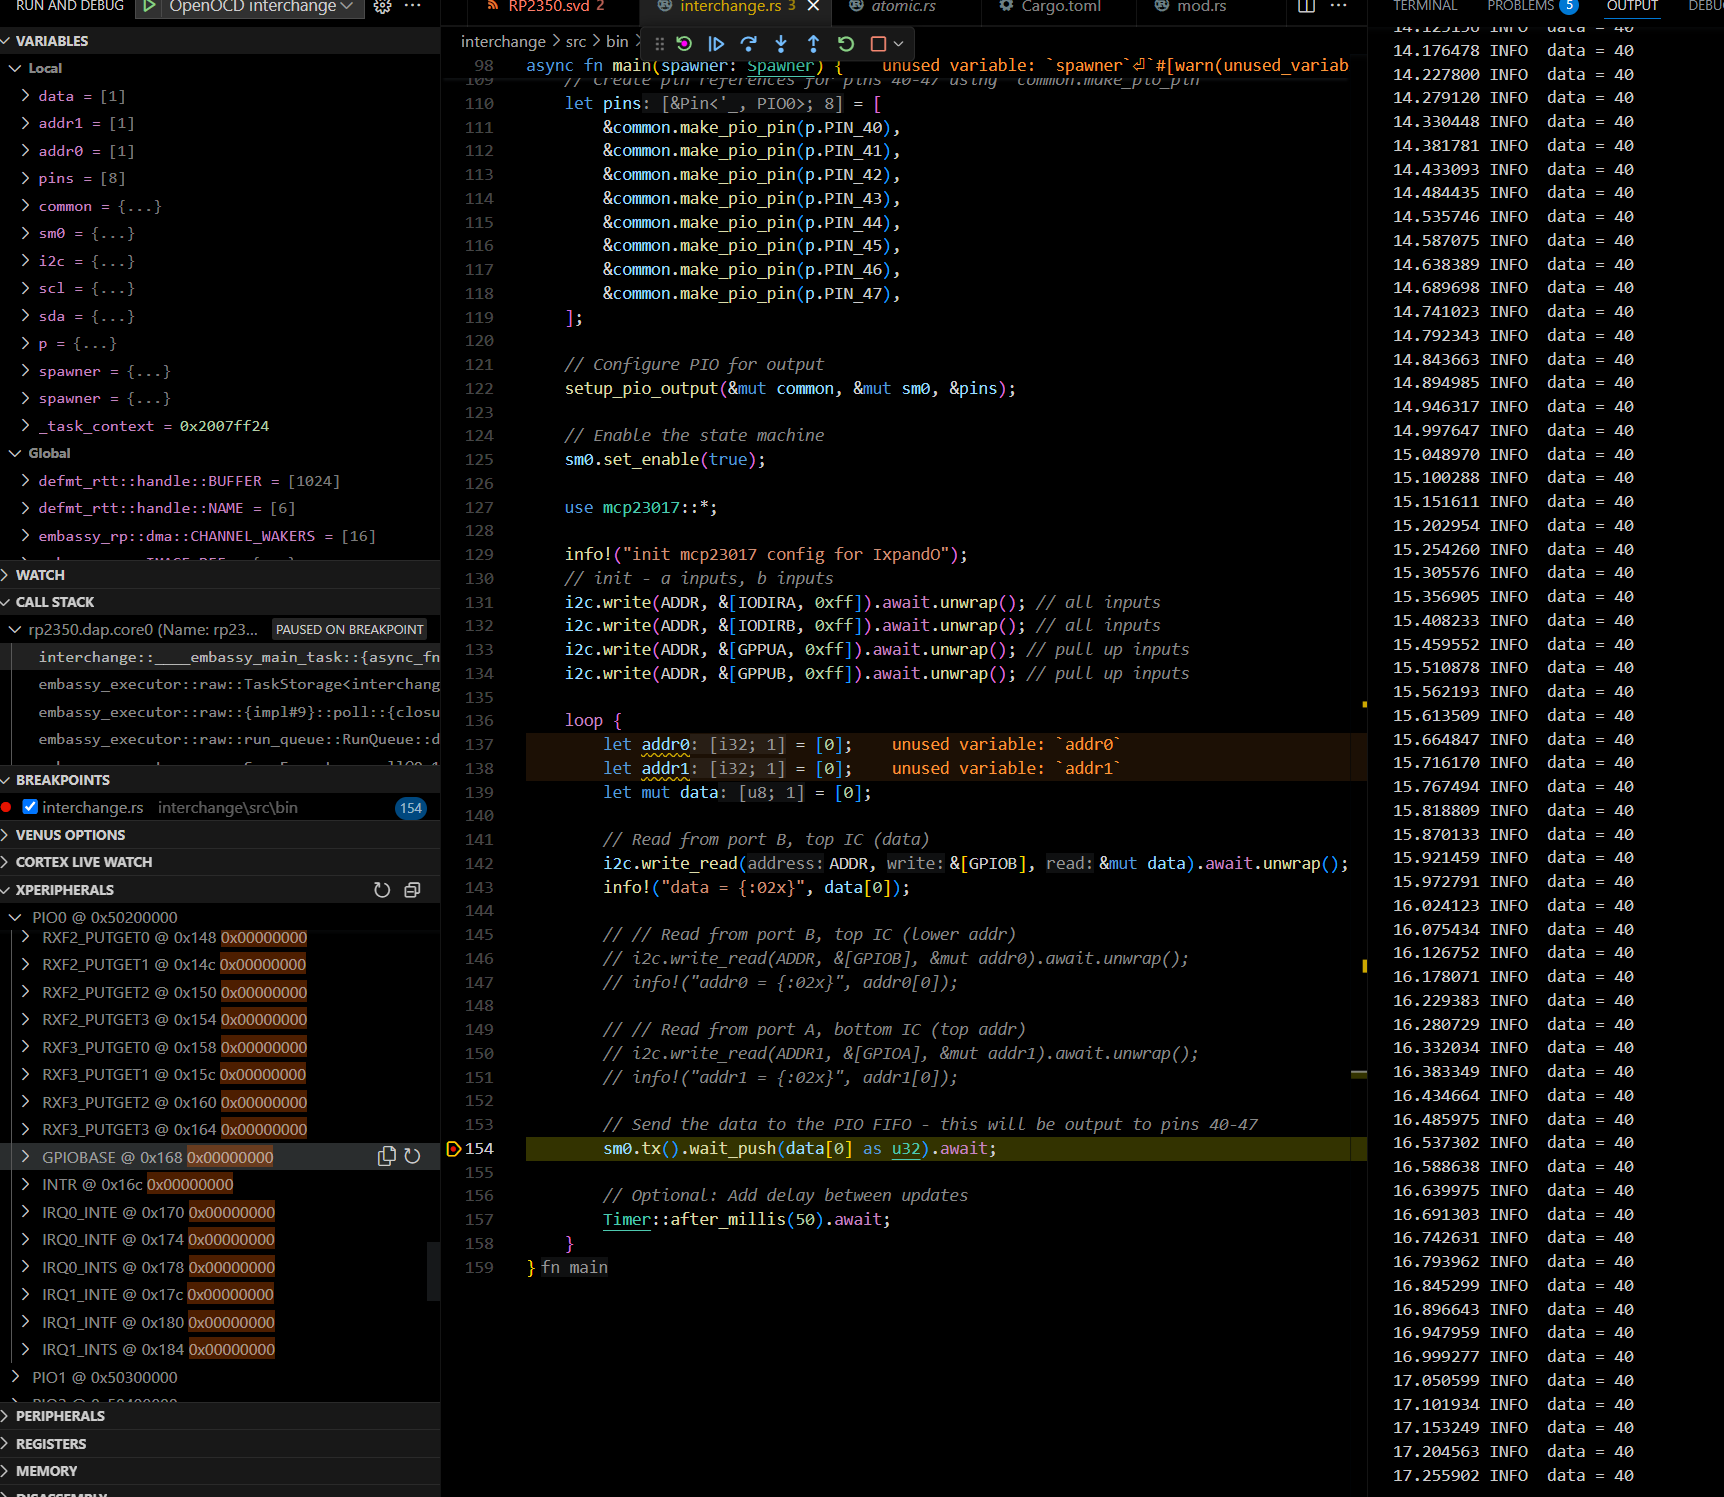 RUN AND DEBUG OpenOCD interchange
VARIABLES
Local
data = [1]
addr1 = [1]
addr0 = [1]
pins = [8]
common = {...}
sm0 = {...}
i2c = {...}
scl = {...}
sda = {...}
p = {...}
spawner = {...}
spawner = {...}
_task_context = 0x2007ff24
Global
defmt_rtt::handle::BUFFER = [1024]
defmt_rtt::handle::NAME = [6]
embassy_rp::dma::CHANNEL_WAKERS = [16]
WATCH
CALL STACK
rp2350.dap.core0 (Name: rp23... PAUSED ON BREAKPOINT
interchange::____embassy_main_task::{async_fn
embassy_executor::raw::TaskStorage<interchang
embassy_executor::raw::{impl#9}::poll::{closu
embassy_executor::raw::run_queue::RunQueue::d
BREAKPOINTS
interchange.rs interchange\src\bin 154
VENUS OPTIONS
CORTEX LIVE WATCH
XPERIPHERALS
PIO0 @ 0x50200000
RXF2_PUTGET0 @ 0x148 0x00000000
RXF2_PUTGET1 @ 0x14c 0x00000000
RXF2_PUTGET2 @ 0x150 0x00000000
RXF2_PUTGET3 @ 0x154 0x00000000
RXF3_PUTGET0 @ 0x158 0x00000000
RXF3_PUTGET1 @ 0x15c 0x00000000
RXF3_PUTGET2 @ 0x160 0x00000000
RXF3_PUTGET3 @ 0x164 0x00000000
GPIOBASE @ 0x168 0x00000000
INTR @ 0x16c 0x00000000
IRQ0_INTE @ 0x170 0x00000000
IRQ0_INTF @ 0x174 0x00000000
IRQ0_INTS @ 0x178 0x00000000
IRQ1_INTE @ 0x17c 0x00000000
IRQ1_INTF @ 0x180 0x00000000
IRQ1_INTS @ 0x184 0x00000000
PIO1 @ 0x50300000
PERIPHERALS
REGISTERS
MEMORY
DISASSEMBLY
RP2350.svd 2 interchange.rs 3 atomic.rs Cargo.toml mod.rs
interchange > src > bin >
98 async fn main(spawner: Spawner) { unused variable: `spawner`⏎`#[warn(unused_variab
109 // Create pin references for pins 40-47 using `common.make_pio_pin`
110 let pins: [&Pin<'_, PIO0>; 8] = [
111 &common.make_pio_pin(p.PIN_40),
112 &common.make_pio_pin(p.PIN_41),
113 &common.make_pio_pin(p.PIN_42),
114 &common.make_pio_pin(p.PIN_43),
115 &common.make_pio_pin(p.PIN_44),
116 &common.make_pio_pin(p.PIN_45),
117 &common.make_pio_pin(p.PIN_46),
118 &common.make_pio_pin(p.PIN_47),
119 ];
120
121 // Configure PIO for output
122 setup_pio_output(&mut common, &mut sm0, &pins);
123
124 // Enable the state machine
125 sm0.set_enable(true);
126
127 use mcp23017::*;
128
129 info!("init mcp23017 config for IxpandO");
130 // init - a inputs, b inputs
131 i2c.write(ADDR, &[IODIRA, 0xff]).await.unwrap(); // all inputs
132 i2c.write(ADDR, &[IODIRB, 0xff]).await.unwrap(); // all inputs
133 i2c.write(ADDR, &[GPPUA, 0xff]).await.unwrap(); // pull up inputs
134 i2c.write(ADDR, &[GPPUB, 0xff]).await.unwrap(); // pull up inputs
135
136 loop {
137 let addr0: [i32; 1] = [0]; unused variable: `addr0`
138 let addr1: [i32; 1] = [0]; unused variable: `addr1`
139 let mut data: [u8; 1] = [0];
140
141 // Read from port B, top IC (data)
142 i2c.write_read(address: ADDR, write: &[GPIOB], read: &mut data).await.unwrap();
143 info!("data = {:02x}", data[0]);
144
145 // // Read from port B, top IC (lower addr)
146 // i2c.write_read(ADDR, &[GPIOB], &mut addr0).await.unwrap();
147 // info!("addr0 = {:02x}", addr0[0]);
148
149 // // Read from port A, bottom IC (top addr)
150 // i2c.write_read(ADDR1, &[GPIOA], &mut addr1).await.unwrap();
151 // info!("addr1 = {:02x}", addr1[0]);
152
153 // Send the data to the PIO FIFO - this will be output to pins 40-47
154 sm0.tx().wait_push(data[0] as u32).await;
155
156 // Optional: Add delay between updates
157 Timer::after_millis(50).await;
158 }
159 } fn main
TERMINAL PROBLEMS 5 OUTPUT DEBU
14.125156 INFO data = 40
14.176478 INFO data = 40
14.227800 INFO data = 40
14.279120 INFO data = 40
14.330448 INFO data = 40
14.381781 INFO data = 40
14.433093 INFO data = 40
14.484435 INFO data = 40
14.535746 INFO data = 40
14.587075 INFO data = 40
14.638389 INFO data = 40
14.689698 INFO data = 40
14.741023 INFO data = 40
14.792343 INFO data = 40
14.843663 INFO data = 40
14.894985 INFO data = 40
14.946317 INFO data = 40
14.997647 INFO data = 40
15.048970 INFO data = 40
15.100288 INFO data = 40
15.151611 INFO data = 40
15.202954 INFO data = 40
15.254260 INFO data = 40
15.305576 INFO data = 40
15.356905 INFO data = 40
15.408233 INFO data = 40
15.459552 INFO data = 40
15.510878 INFO data = 40
15.562193 INFO data = 40
15.613509 INFO data = 40
15.664847 INFO data = 40
15.716170 INFO data = 40
15.767494 INFO data = 40
15.818809 INFO data = 40
15.870133 INFO data = 40
15.921459 INFO data = 40
15.972791 INFO data = 40
16.024123 INFO data = 40
16.075434 INFO data = 40
16.126752 INFO data = 40
16.178071 INFO data = 40
16.229383 INFO data = 40
16.280729 INFO data = 40
16.332034 INFO data = 40
16.383349 INFO data = 40
16.434664 INFO data = 40
16.485975 INFO data = 40
16.537302 INFO data = 40
16.588638 INFO data = 40
16.639975 INFO data = 40
16.691303 INFO data = 40
16.742631 INFO data = 40
16.793962 INFO data = 40
16.845299 INFO data = 40
16.896643 INFO data = 40
16.947959 INFO data = 40
16.999277 INFO data = 40
17.050599 INFO data = 40
17.101934 INFO data = 40
17.153249 INFO data = 40
17.204563 INFO data = 40
17.255902 INFO data = 40